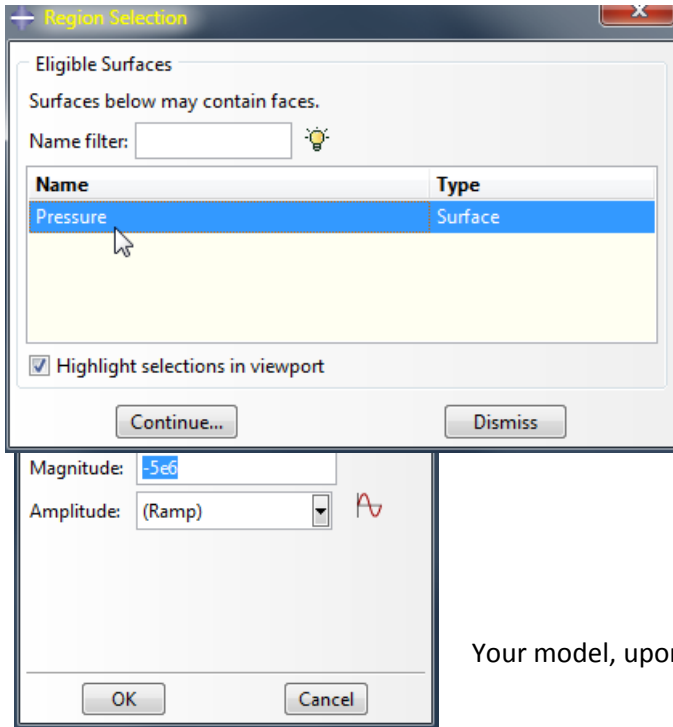 Region Selection
Eligible Surfaces
Surfaces below may contain faces.
Name filter:
Name Type
Pressure Surface
Highlight selections in viewport
Continue... Dismiss
Magnitude: -5e6
Amplitude: (Ramp)
Your model, upon
OK Cancel